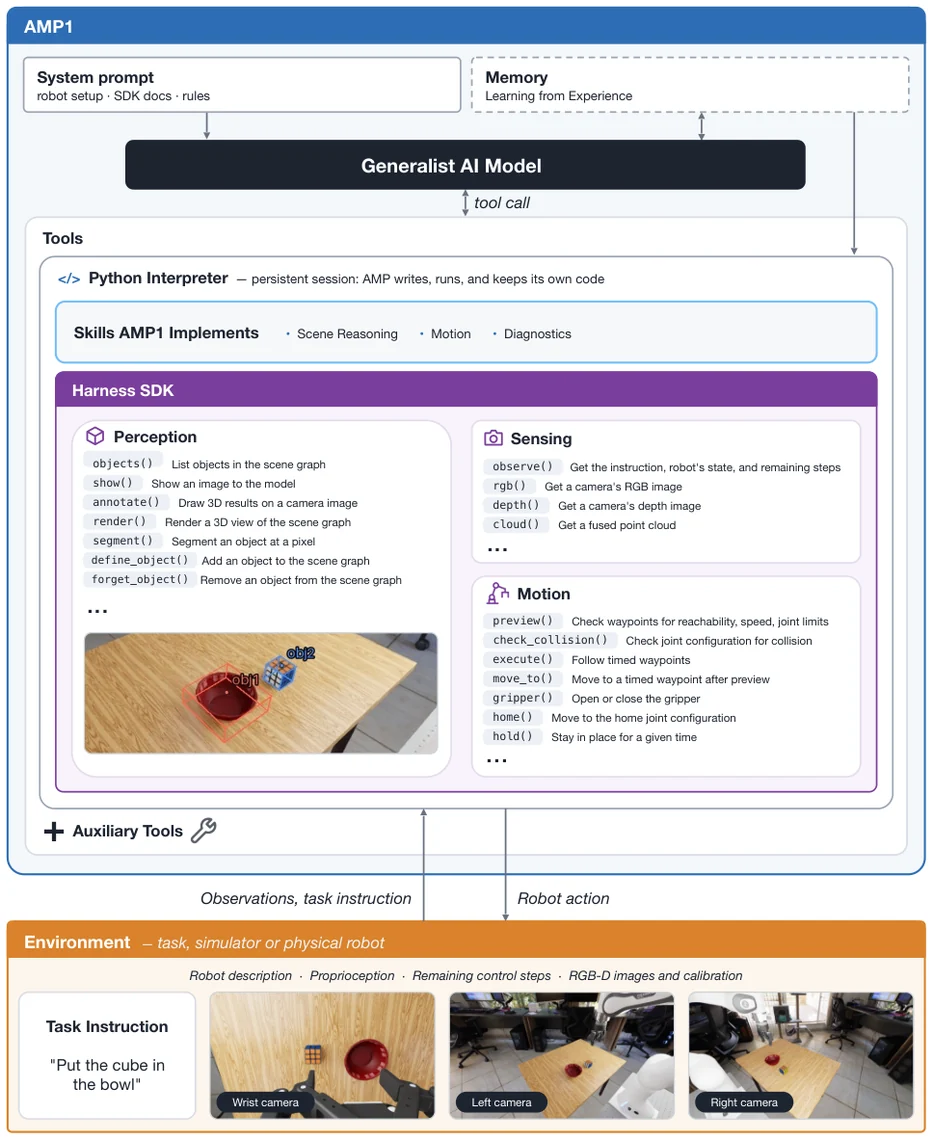 AMP1
System prompt
robot setup · SDK docs · rules
Memory
Learning from Experience
Generalist AI Model
tool call
Tools
</> Python Interpreter — persistent session: AMP writes, runs, and keeps its own code
Skills AMP1 Implements · Scene Reasoning · Motion · Diagnostics
Harness SDK
Perception
objects() List objects in the scene graph
show() Show an image to the model
annotate() Draw 3D results on a camera image
render() Render a 3D view of the scene graph
segment() Segment an object at a pixel
define_object() Add an object to the scene graph
forget_object() Remove an object from the scene graph
...
obj1
obj2
Sensing
observe() Get the instruction, robot's state, and remaining steps
rgb() Get a camera's RGB image
depth() Get a camera's depth image
cloud() Get a fused point cloud
...
Motion
preview() Check waypoints for reachability, speed, joint limits
check_collision() Check joint configuration for collision
execute() Follow timed waypoints
move_to() Move to a timed waypoint after preview
gripper() Open or close the gripper
home() Move to the home joint configuration
hold() Stay in place for a given time
...
+ Auxiliary Tools
Observations, task instruction
Robot action
Environment — task, simulator or physical robot
Robot description · Proprioception · Remaining control steps · RGB-D images and calibration
Task Instruction
"Put the cube in
the bowl"
Wrist camera
Left camera
Right camera